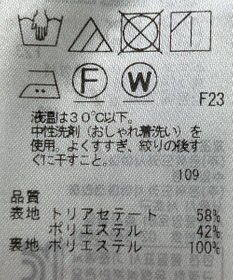 F W
F23
液温は30℃以下。
中性洗剤（おしゃれ着洗い）を
使用。よくすすぎ、絞りの後す
ぐに干すこと。
109
品質
表地 トリアセテート 58%
ポリエステル 42%
裏地 ポリエステル 100%